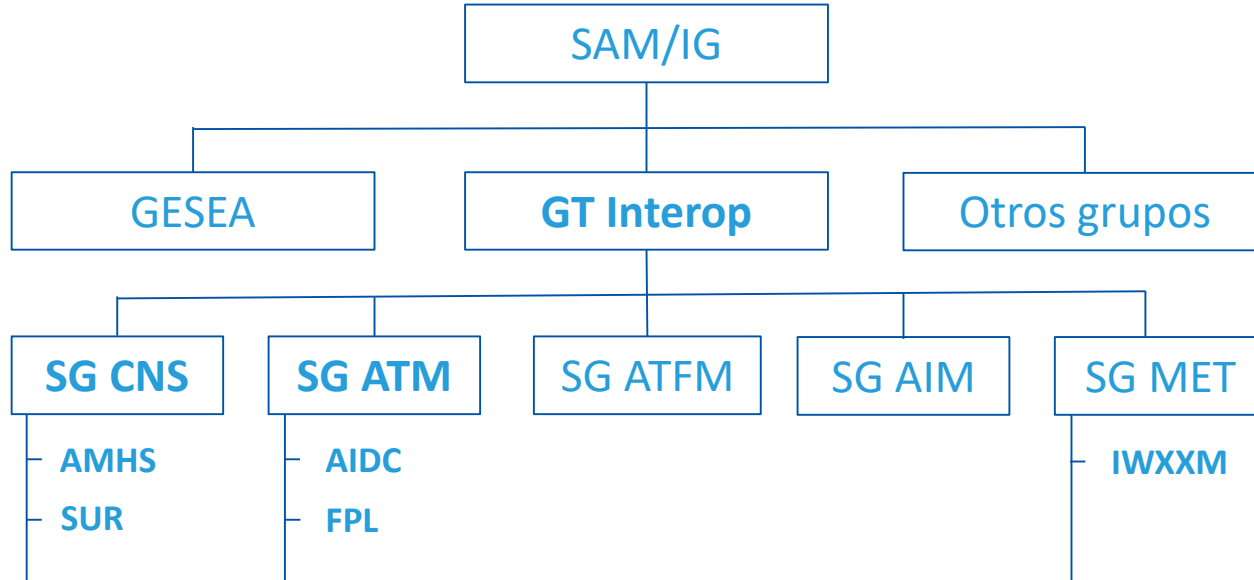 SAM/IG
GESEA
GT Interop
Otros grupos
SG CNS
SG ATM
SG ATFM
SG AIM
SG MET
AMHS
AIDC
IWXXM
SUR
FPL